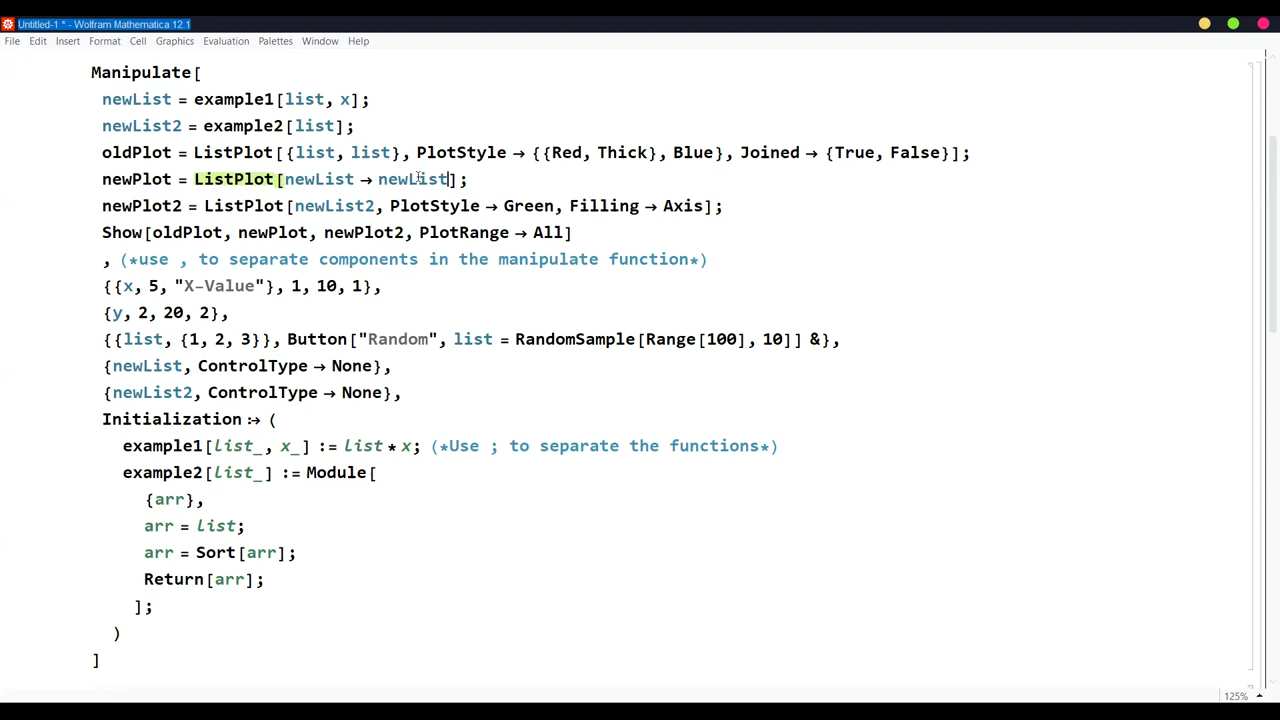 Untitled-1 * - Wolfram Mathematica 12.1
File Edit Insert Format Cell Graphics Evaluation Palettes Window Help
Manipulate[
newList = example1[list, x];
newList2 = example2[list];
oldPlot = ListPlot[{list, list}, PlotStyle → {{Red, Thick}, Blue}, Joined → {True, False}];
newPlot = ListPlot[newList → newList];
newPlot2 = ListPlot[newList2, PlotStyle → Green, Filling → Axis];
Show[oldPlot, newPlot, newPlot2, PlotRange → All]
, (*use , to separate components in the manipulate function*)
{{x, 5, "X-Value"}, 1, 10, 1},
{y, 2, 20, 2},
{{list, {1, 2, 3}}, Button["Random", list = RandomSample[Range[100], 10]] &},
{newList, ControlType → None},
{newList2, ControlType → None},
Initialization :→ (
example1[list_, x_] := list * x; (*Use ; to separate the functions*)
example2[list_] := Module[
{arr},
arr = list;
arr = Sort[arr];
Return[arr];
];
)
]
125%